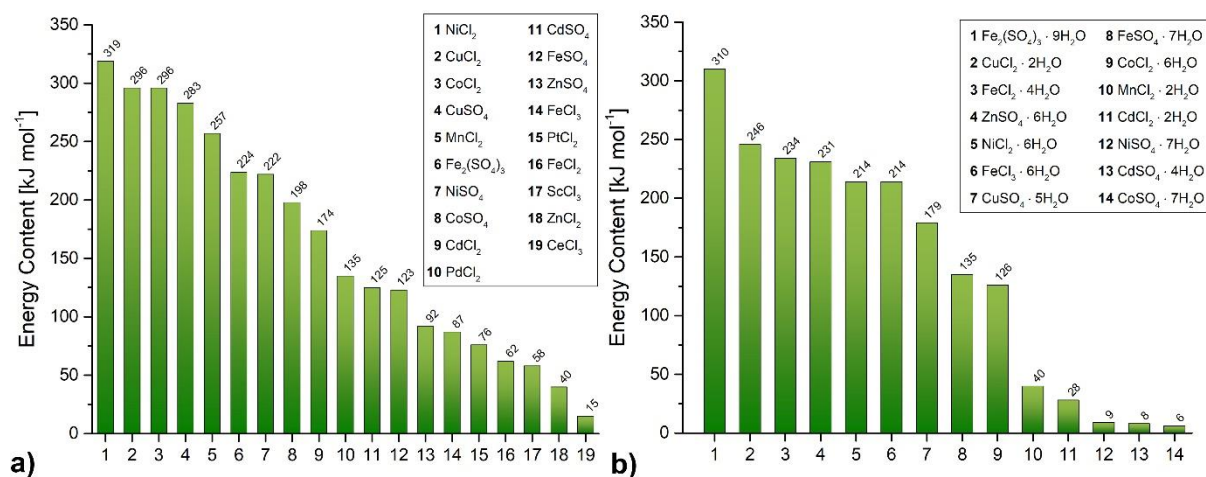 350
300
250
200
150
100
50
0
Energy Content [kJ mol⁻¹]
319
296
296
283
257
224
222
198
174
135
125
123
92
87
76
62
58
40
15
1 2 3 4 5 6 7 8 9 10 11 12 13 14 15 16 17 18 19
1 NiCl₂
2 CuCl₂
3 CoCl₂
4 CuSO₄
5 MnCl₂
6 Fe₂(SO₄)₃
7 NiSO₄
8 CoSO₄
9 CdCl₂
10 PdCl₂
11 CdSO₄
12 FeSO₄
13 ZnSO₄
14 FeCl₃
15 PtCl₂
16 FeCl₂
17 ScCl₃
18 ZnCl₂
19 CeCl₃
a)
350
300
250
200
150
100
50
0
Energy Content [kJ mol⁻¹]
310
246
234
231
214
214
179
135
126
40
28
9
8
6
1 2 3 4 5 6 7 8 9 10 11 12 13 14
1 Fe₂(SO₄)₃ · 9H₂O
2 CuCl₂ · 2H₂O
3 FeCl₂ · 4H₂O
4 ZnSO₄ · 6H₂O
5 NiCl₂ · 6H₂O
6 FeCl₃ · 6H₂O
7 CuSO₄ · 5H₂O
8 FeSO₄ · 7H₂O
9 CoCl₂ · 6H₂O
10 MnCl₂ · 2H₂O
11 CdCl₂ · 2H₂O
12 NiSO₄ · 7H₂O
13 CdSO₄ · 4H₂O
14 CoSO₄ · 7H₂O
b)